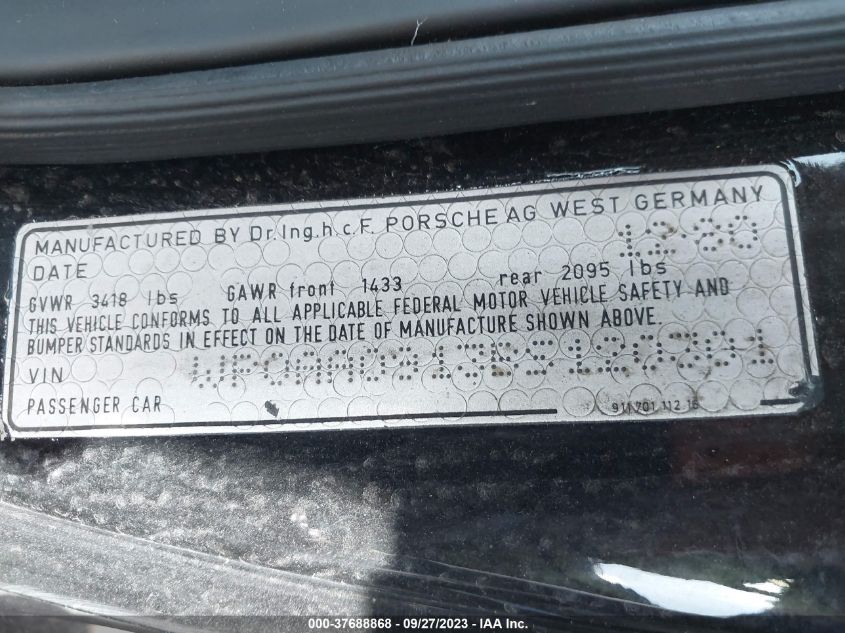 MANUFACTURED BY Dr.Ing.h.c.F. PORSCHE AG WEST GERMANY
DATE 12 80
GVWR 3418 lbs GAWR front 1433 rear 2095 lbs
THIS VEHICLE CONFORMS TO ALL APPLICABLE FEDERAL MOTOR VEHICLE SAFETY AND
BUMPER STANDARDS IN EFFECT ON THE DATE OF MANUFACTURE SHOWN ABOVE.
VIN
PASSENGER CAR 911.701.112.16
000-37688868 - 09/27/2023 - IAA Inc.